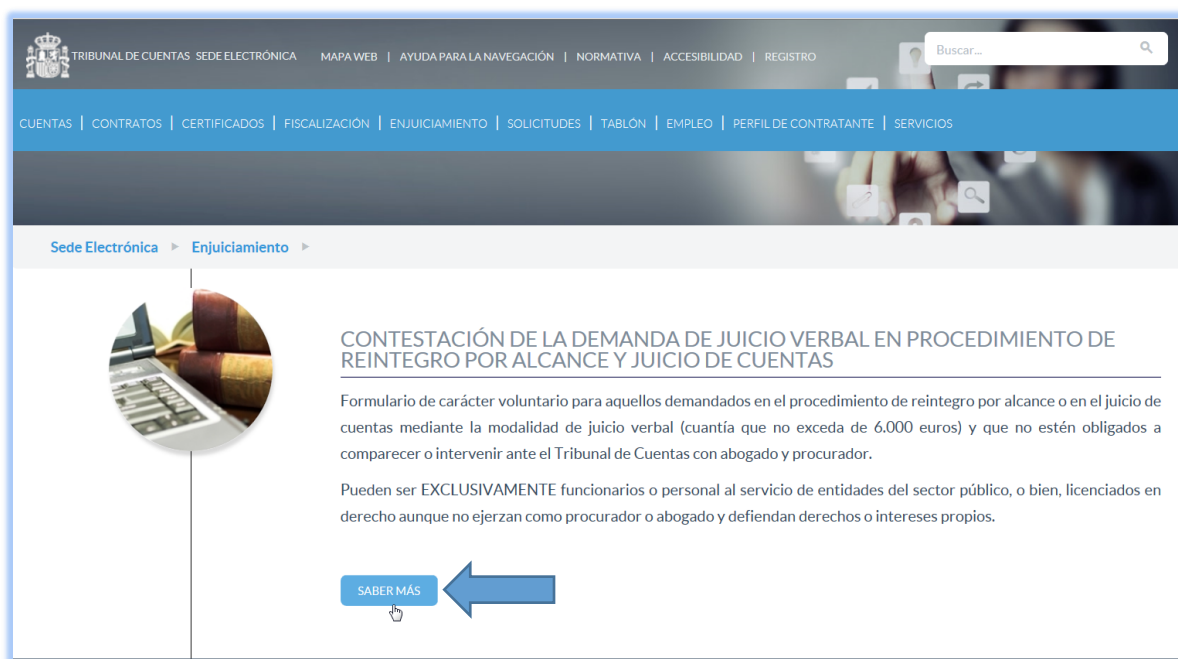 TRIBUNAL DE CUENTAS SEDE ELECTRÓNICA MAPA WEB | AYUDA PARA LA NAVEGACIÓN | NORMATIVA | ACCESIBILIDAD | REGISTRO
Buscar...
CUENTAS | CONTRATOS | CERTIFICADOS | FISCALIZACIÓN | ENJUICIAMIENTO | SOLICITUDES | TABLÓN | EMPLEO | PERFIL DE CONTRATANTE | SERVICIOS
Sede Electrónica Enjuiciamiento
CONTESTACIÓN DE LA DEMANDA DE JUICIO VERBAL EN PROCEDIMIENTO DE
REINTEGRO POR ALCANCE Y JUICIO DE CUENTAS
Formulario de carácter voluntario para aquellos demandados en el procedimiento de reintegro por alcance o en el juicio de
cuentas mediante la modalidad de juicio verbal (cuantía que no exceda de 6.000 euros) y que no estén obligados a
comparecer o intervenir ante el Tribunal de Cuentas con abogado y procurador.
Pueden ser EXCLUSIVAMENTE funcionarios o personal al servicio de entidades del sector público, o bien, licenciados en
derecho aunque no ejerzan como procurador o abogado y defiendan derechos o intereses propios.
SABER MÁS